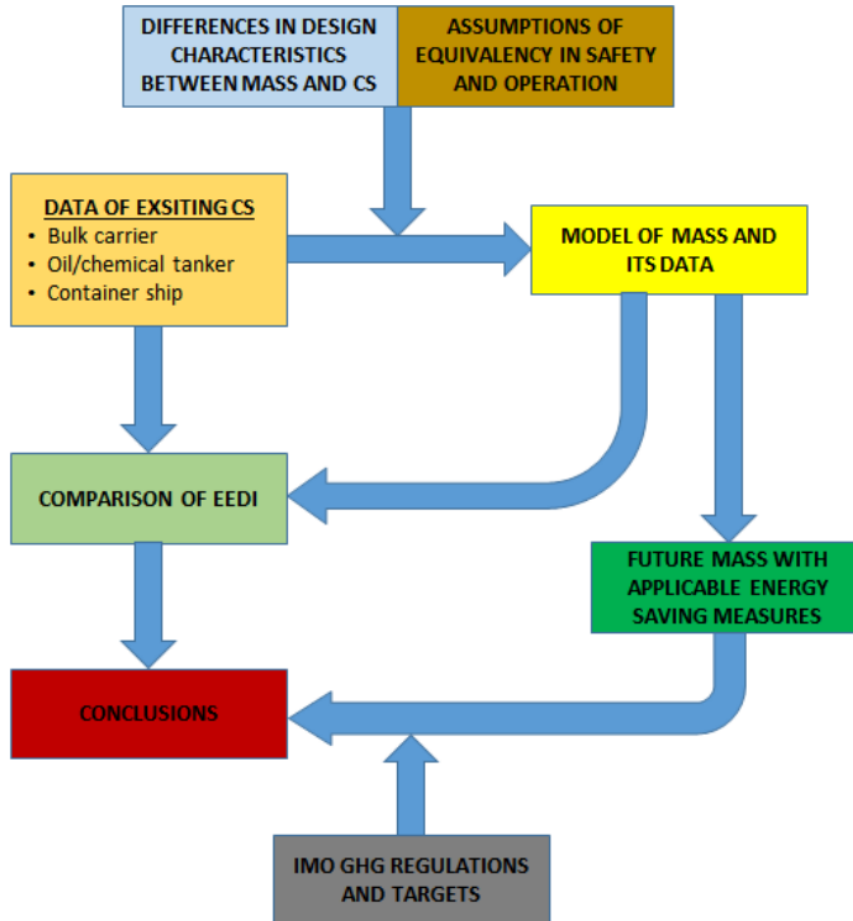 DIFFERENCES IN DESIGN
CHARACTERISTICS
BETWEEN MASS AND CS
ASSUMPTIONS OF
EQUIVALENCY IN SAFETY
AND OPERATION
DATA OF EXSITING CS
• Bulk carrier
• Oil/chemical tanker
• Container ship
MODEL OF MASS AND
ITS DATA
COMPARISON OF EEDI
FUTURE MASS WITH
APPLICABLE ENERGY
SAVING MEASURES
CONCLUSIONS
IMO GHG REGULATIONS
AND TARGETS